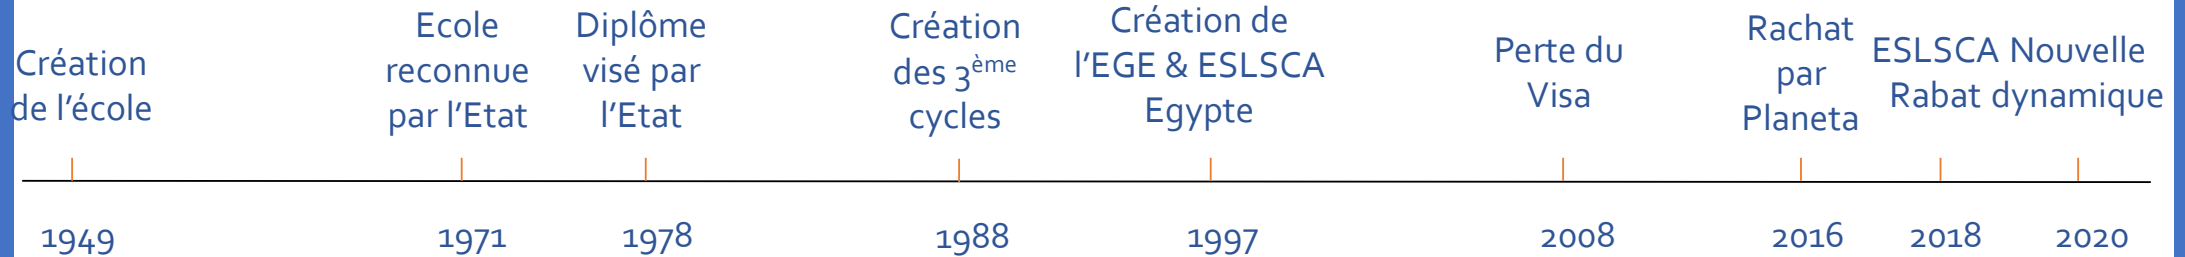 Création
de l'école
Ecole
reconnue
par l'Etat
Diplôme
visé par
l'Etat
Création
des 3ème
cycles
Création de
l'EGE & ESLSCA
Egypte
Perte du
Visa
Rachat
par
Planeta
ESLSCA
Rabat
Nouvelle
dynamique
1949
1971
1978
1988
1997
2008
2016
2018
2020